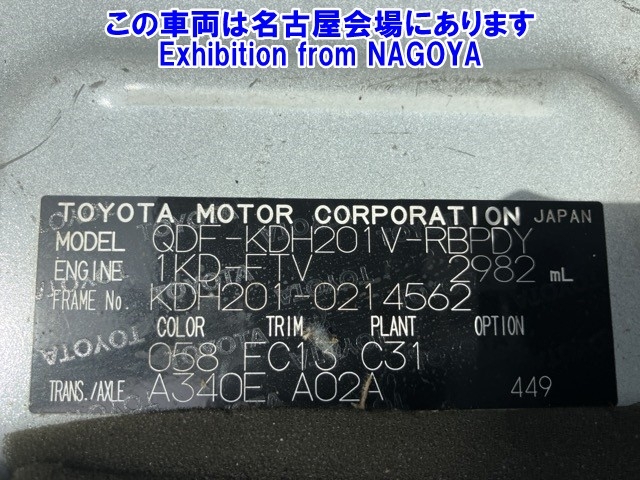 この車両は名古屋会場にあります
Exhibition from NAGOYA
TOYOTA MOTOR CORPORATION JAPAN
MODEL QDF-KDH201V-RBPDY
ENGINE 1KD-FTV 2982 mL
FRAME No. KDH201-0214562
COLOR TRIM PLANT OPTION
058 FC13 C31
TRANS./AXLE A340E A02A 449